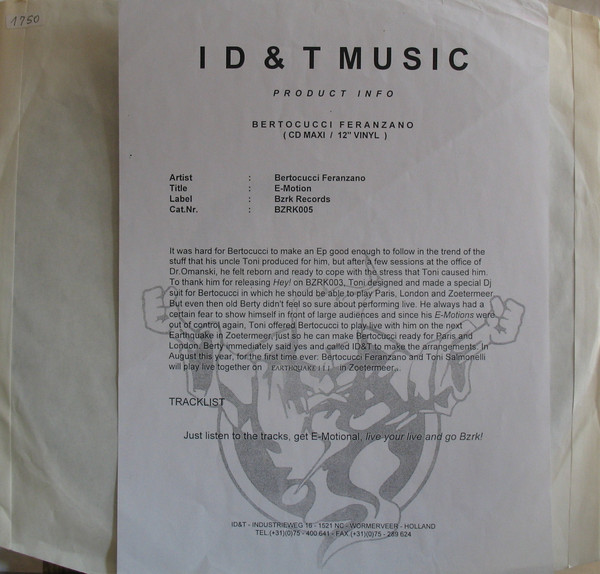 1750
ID&T MUSIC
PRODUCT INFO
BERTOCUCCI FERANZANO
( CD MAXI / 12" VINYL )
Artist : Bertocucci Feranzano
Title : E-Motion
Label : Bzrk Records
Cat.Nr. : BZRK005
It was hard for Bertocucci to make an Ep good enough to follow in the trend of the
stuff that his uncle Toni produced for him, but after a few sessions at the office of
Dr.Omanski, he felt reborn and ready to cope with the stress that Toni caused him.
To thank him for releasing Hey! on BZRK003, Toni designed and made a special Dj
suit for Bertocucci in which he should be able to play Paris, London and Zoetermeer.
But even then old Berty didn't feel so sure about performing live. He always had a
certain fear to show himself in front of large audiences and since his E-Motions were
out of control again, Toni offered Bertocucci to play live with him on the next
Earthquake in Zoetermeer, just so he can make Bertocucci ready for Paris and
London. Berty immediately said yes and called ID&T to make the arrangements. In
August this year, for the first time ever: Bertocucci Feranzano and Toni Salmonelli
will play live together on EARTHQUAKE III in Zoetermeer..
TRACKLIST
Just listen to the tracks, get E-Motional, live your live and go Bzrk!
ID&T - INDUSTRIEWEG 16 - 1521 NC - WORMERVEER - HOLLAND
TEL.(+31)(0)75 - 400 641 - FAX.(+31)(0)75 - 289 624